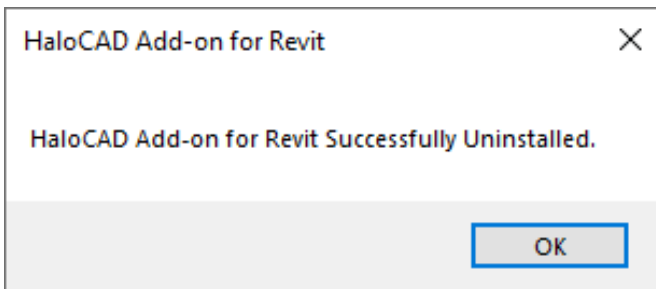 HaloCAD Add-on for Revit
HaloCAD Add-on for Revit Successfully Uninstalled.
OK